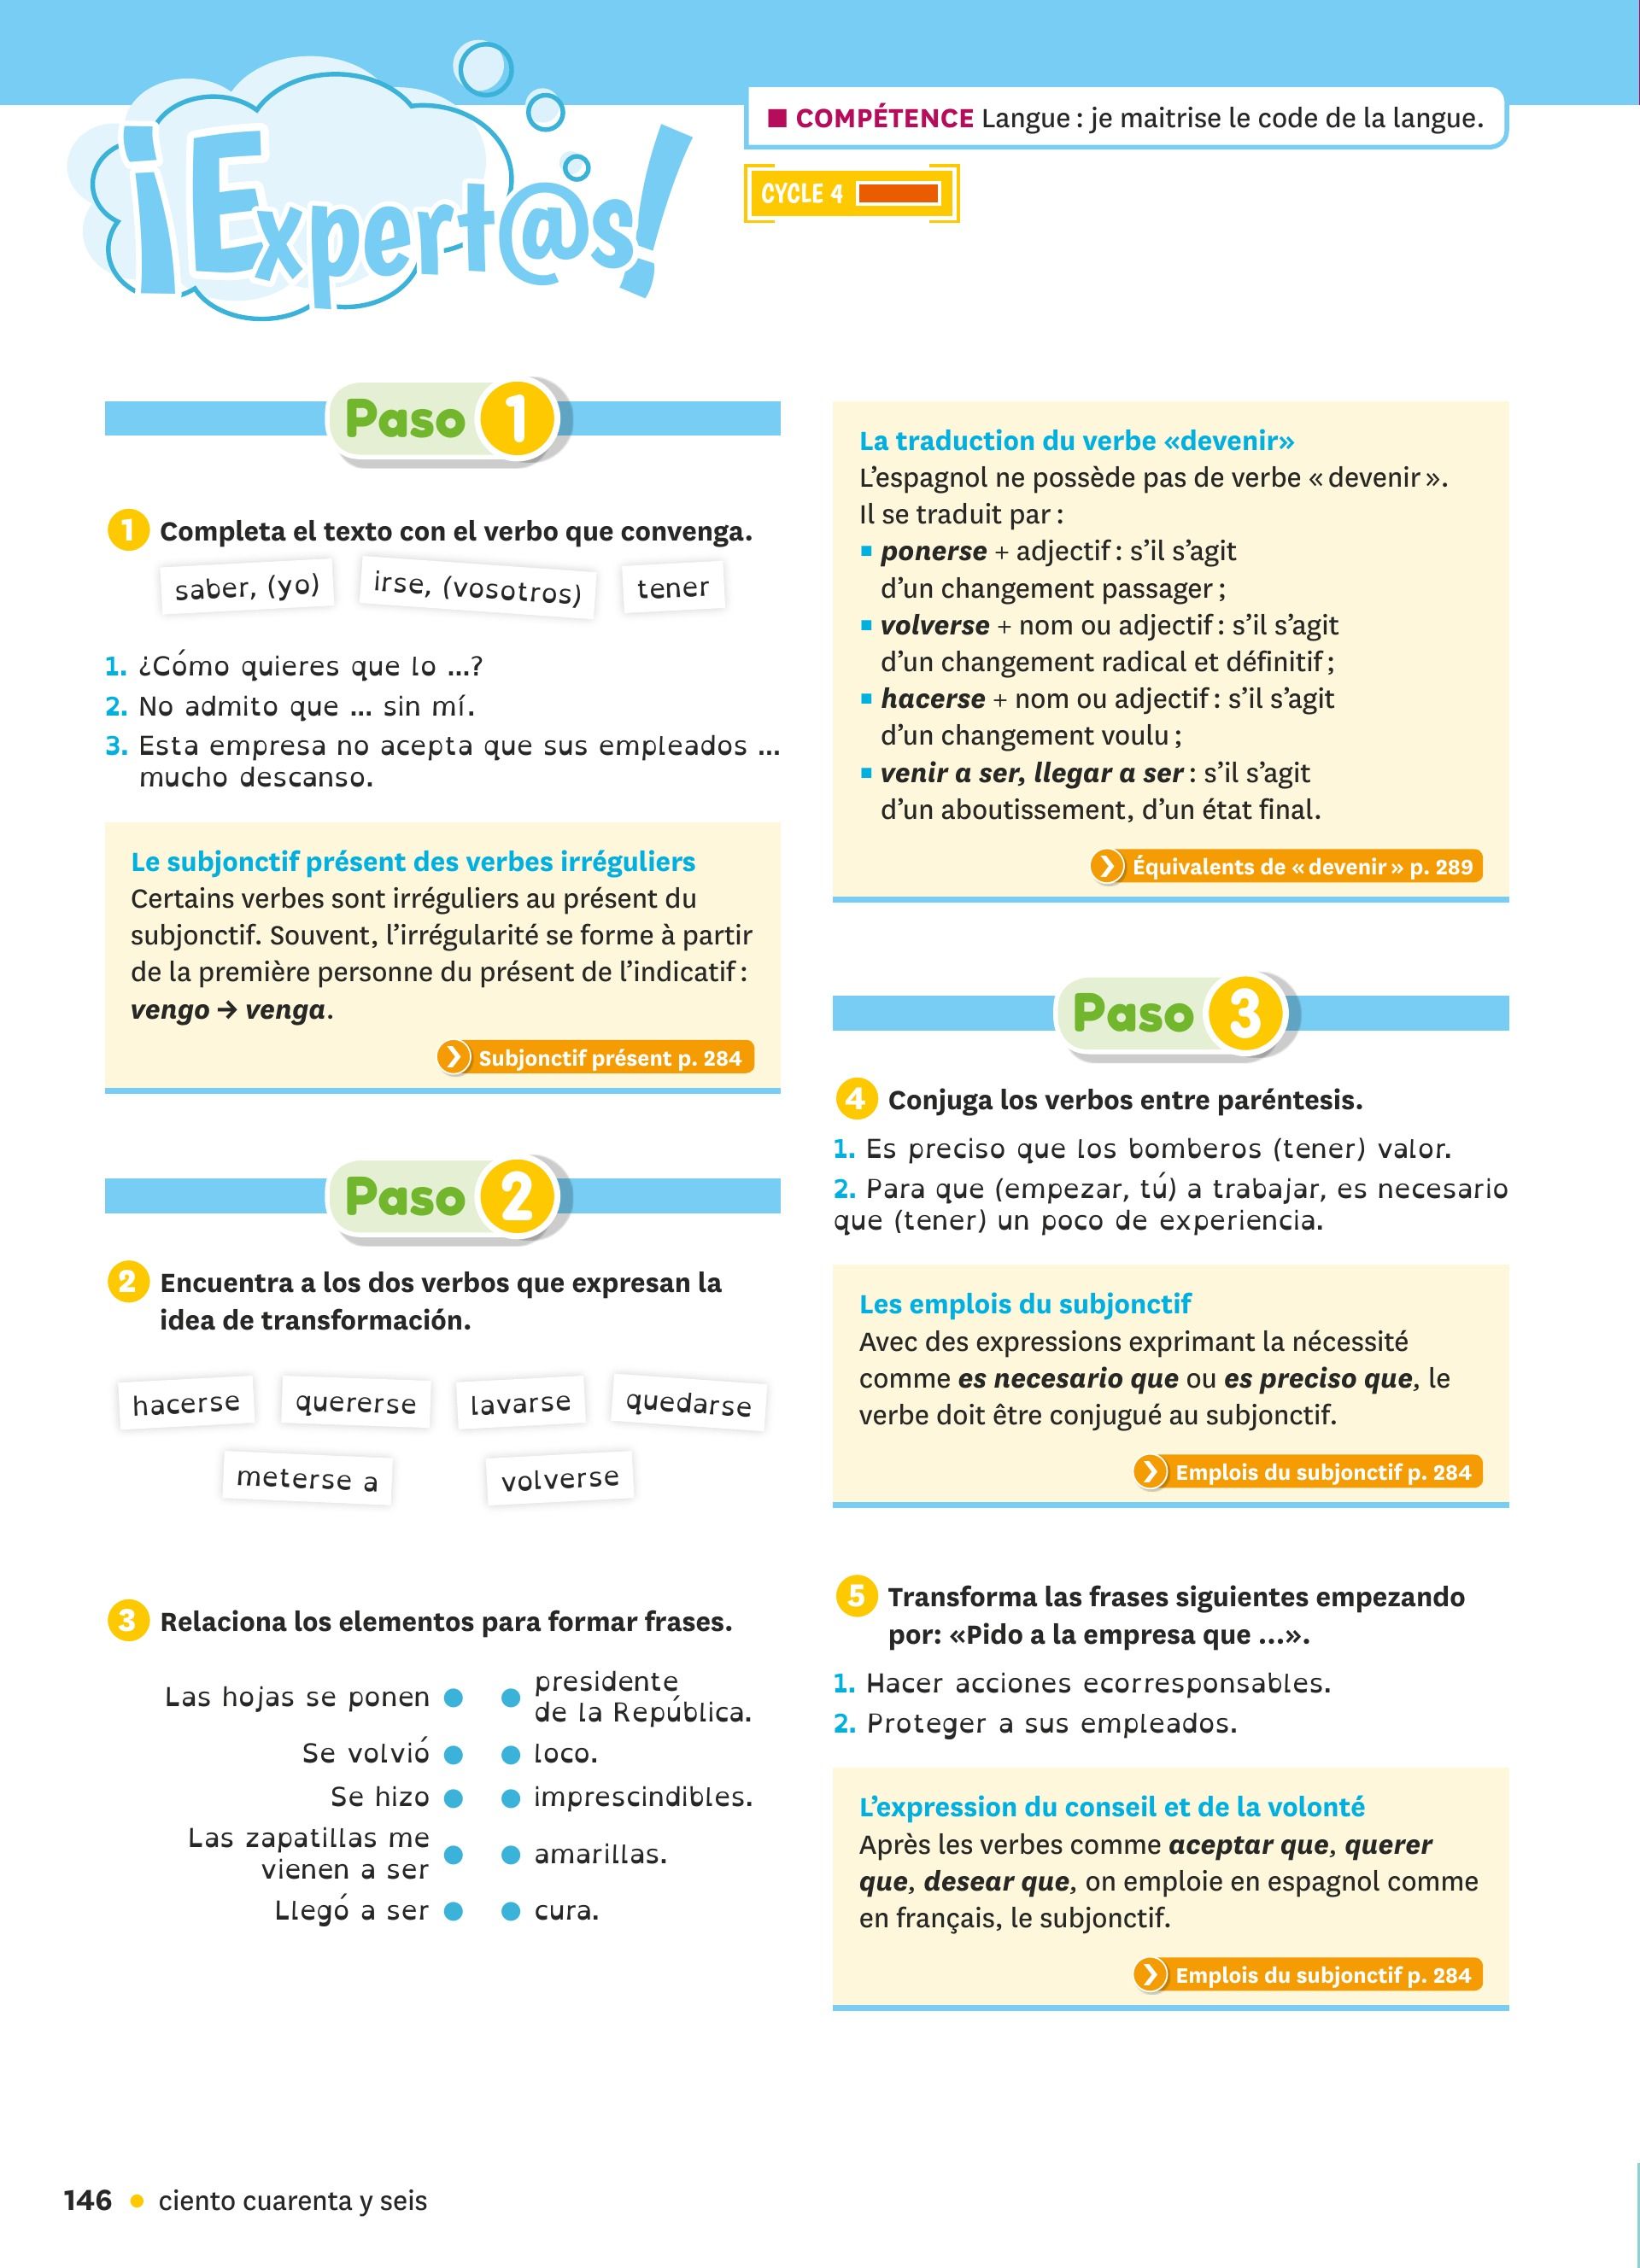 ¡Expert@s!
■ COMPÉTENCE Langue : je maitrise le code de la langue.
CYCLE 4
Paso 1
1 Completa el texto con el verbo que convenga.
saber, (yo) irse, (vosotros) tener
1. ¿Cómo quieres que lo ...?
2. No admito que ... sin mí.
3. Esta empresa no acepta que sus empleados ...
mucho descanso.
Le subjonctif présent des verbes irréguliers
Certains verbes sont irréguliers au présent du
subjonctif. Souvent, l’irrégularité se forme à partir
de la première personne du présent de l’indicatif :
vengo → venga.
Subjonctif présent p. 284
Paso 2
2 Encuentra a los dos verbos que expresan la
idea de transformación.
hacerse quererse lavarse quedarse
meterse a volverse
3 Relaciona los elementos para formar frases.
Las hojas se ponen • • presidente
de la República.
Se volvió • • loco.
Se hizo • • imprescindibles.
Las zapatillas me
vienen a ser • • amarillas.
Llegó a ser • • cura.
La traduction du verbe «devenir»
L’espagnol ne possède pas de verbe « devenir ».
Il se traduit par :
▪ ponerse + adjectif : s’il s’agit
d’un changement passager ;
▪ volverse + nom ou adjectif : s’il s’agit
d’un changement radical et définitif ;
▪ hacerse + nom ou adjectif : s’il s’agit
d’un changement voulu ;
▪ venir a ser, llegar a ser : s’il s’agit
d’un aboutissement, d’un état final.
Équivalents de « devenir » p. 289
Paso 3
4 Conjuga los verbos entre paréntesis.
1. Es preciso que los bomberos (tener) valor.
2. Para que (empezar, tú) a trabajar, es necesario
que (tener) un poco de experiencia.
Les emplois du subjonctif
Avec des expressions exprimant la nécessité
comme es necesario que ou es preciso que, le
verbe doit être conjugué au subjonctif.
Emplois du subjonctif p. 284
5 Transforma las frases siguientes empezando
por: «Pido a la empresa que ...».
1. Hacer acciones ecorresponsables.
2. Proteger a sus empleados.
L’expression du conseil et de la volonté
Après les verbes comme aceptar que, querer
que, desear que, on emploie en espagnol comme
en français, le subjonctif.
Emplois du subjonctif p. 284
146 • ciento cuarenta y seis